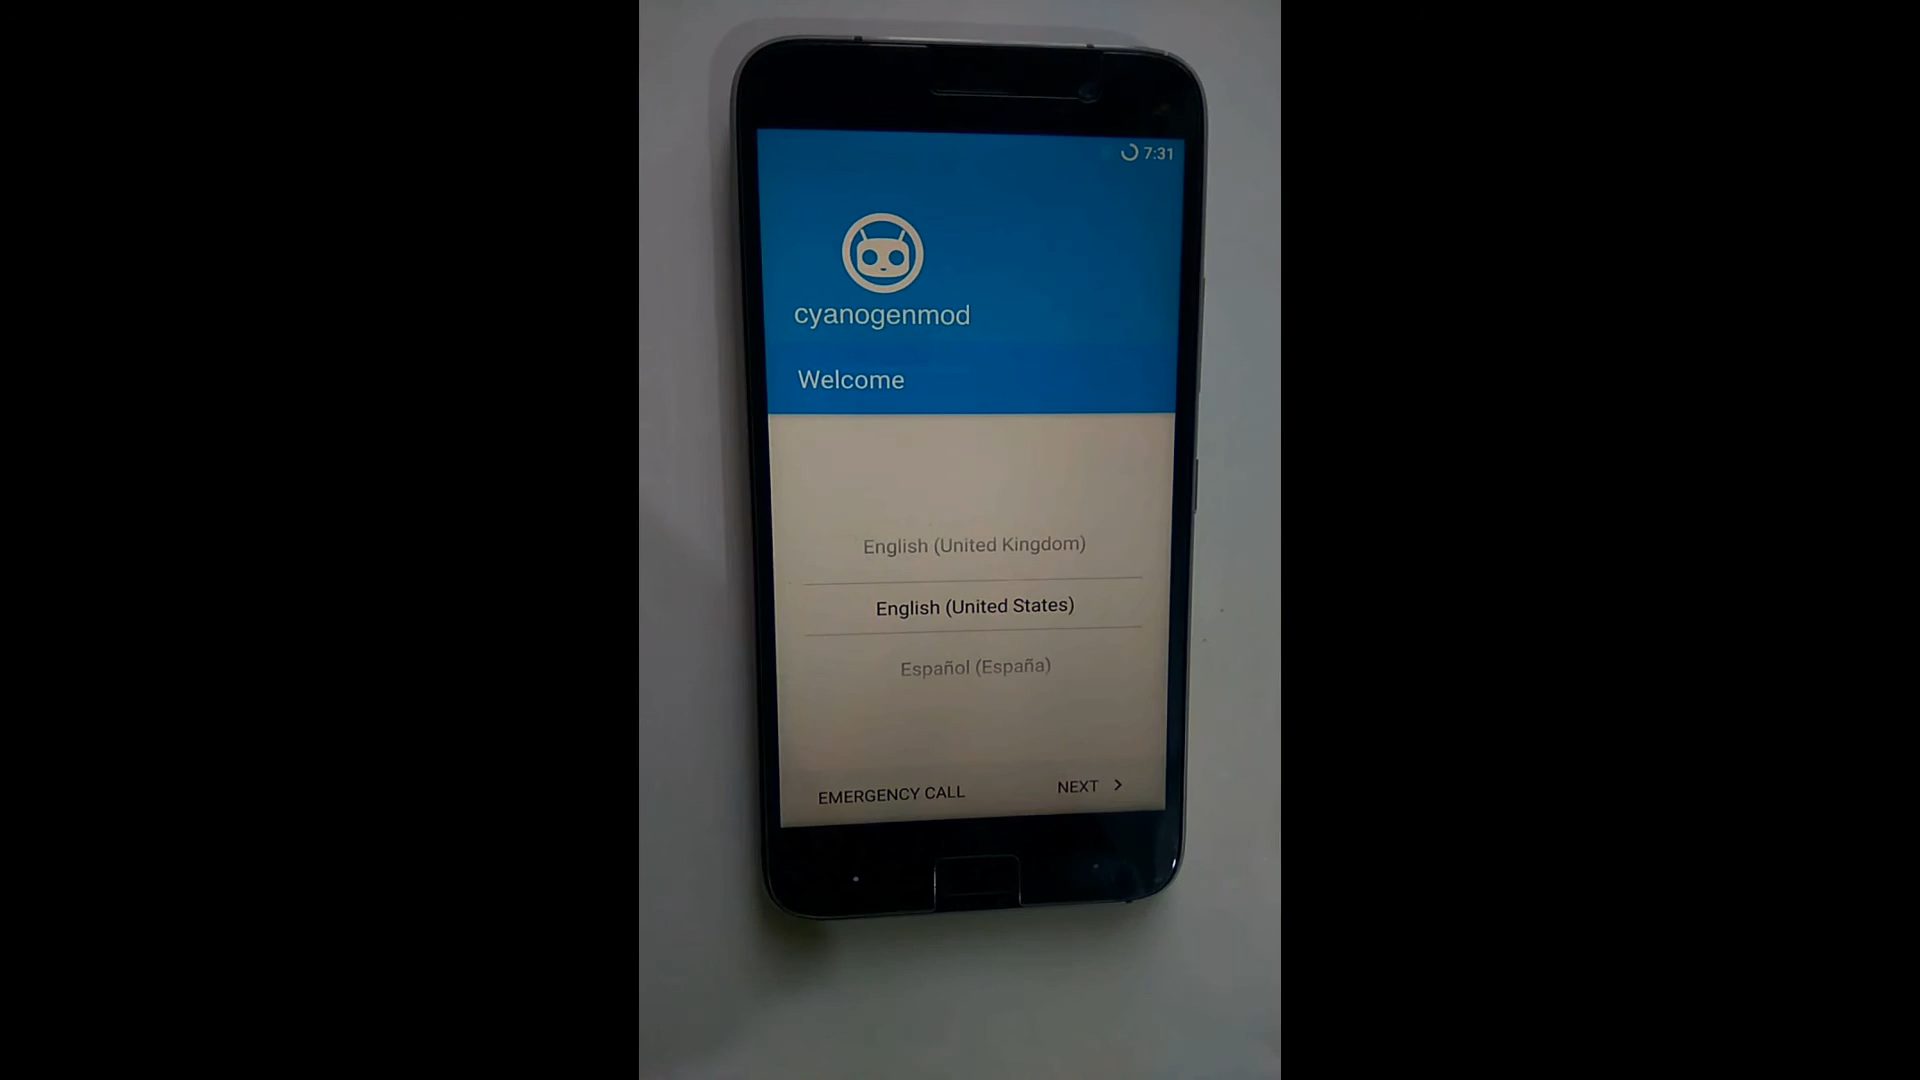 7:31
cyanogenmod
Welcome
English (United Kingdom)
English (United States)
Español (España)
EMERGENCY CALL NEXT